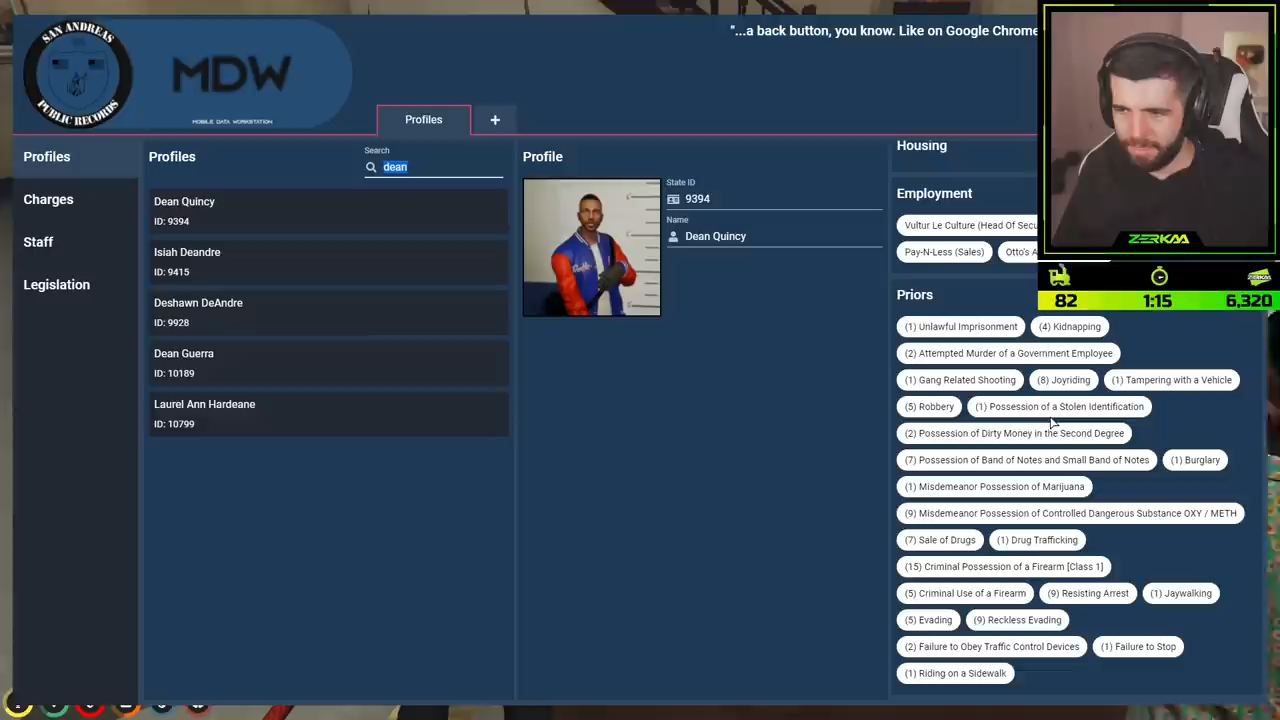 SAN ANDREAS
PUBLIC RECORDS
MDW
MOBILE DATA WORKSTATION
"...a back button, you know. Like on Google Chrome
Profiles
+
Profiles
Charges
Staff
Legislation
Profiles
Search
dean
Dean Quincy
ID: 9394
Isiah Deandre
ID: 9415
Deshawn DeAndre
ID: 9928
Dean Guerra
ID: 10189
Laurel Ann Hardeane
ID: 10799
Profile
State ID
9394
Name
Dean Quincy
Housing
Employment
Vultur Le Culture (Head Of Secu
Pay-N-Less (Sales)
Otto's A
Priors
(1) Unlawful Imprisonment
(4) Kidnapping
(2) Attempted Murder of a Government Employee
(1) Gang Related Shooting
(8) Joyriding
(1) Tampering with a Vehicle
(5) Robbery
(1) Possession of a Stolen Identification
(2) Possession of Dirty Money in the Second Degree
(7) Possession of Band of Notes and Small Band of Notes
(1) Burglary
(1) Misdemeanor Possession of Marijuana
(9) Misdemeanor Possession of Controlled Dangerous Substance OXY / METH
(7) Sale of Drugs
(1) Drug Trafficking
(15) Criminal Possession of a Firearm [Class 1]
(5) Criminal Use of a Firearm
(9) Resisting Arrest
(1) Jaywalking
(5) Evading
(9) Reckless Evading
(2) Failure to Obey Traffic Control Devices
(1) Failure to Stop
(1) Riding on a Sidewalk
ZERKAA
ZERKAA
82
1:15
6,320